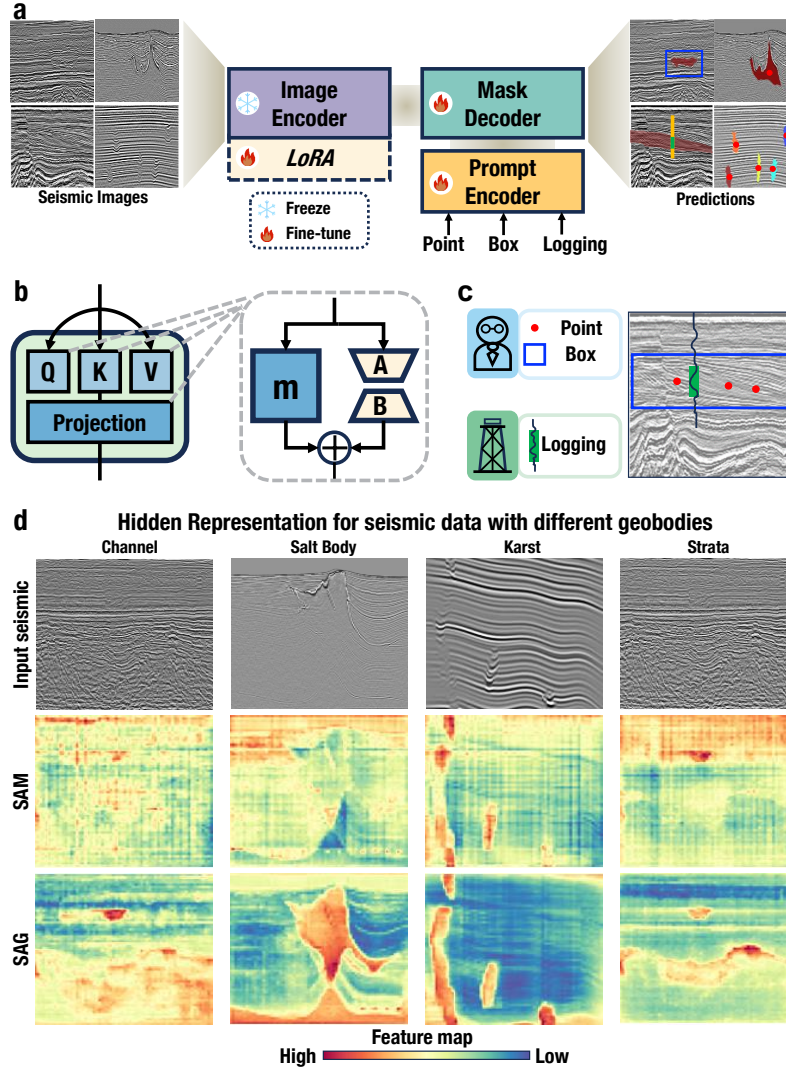 a
Image
Encoder
LoRA
Mask
Decoder
Prompt
Encoder
Seismic Images
Freeze
Fine-tune
Point
Box
Logging
Predictions
b
Q
K
V
Projection
m
A
B
c
Point
Box
Logging
d
Hidden Representation for seismic data with different geobodies
Channel
Salt Body
Karst
Strata
Input seismic
SAM
SAG
Feature map
High
Low